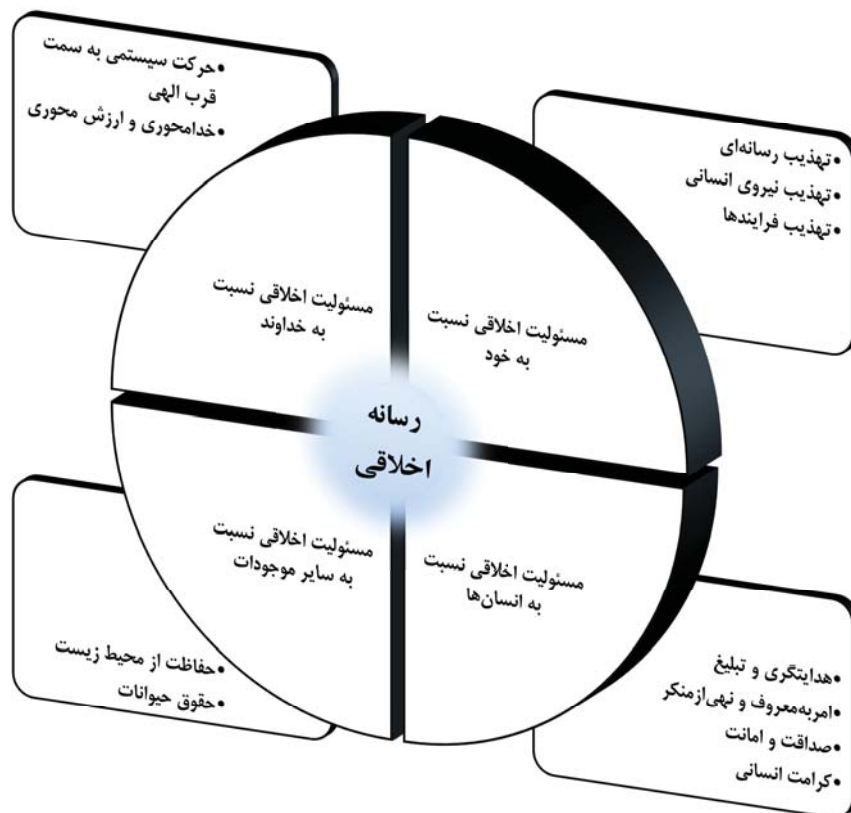 •تهذیب رسانه‌ای
•تهذیب نیروی انسانی
•تهذیب فرایندها
•حرکت سیستمی به سمت
قرب الهی
•خدامحوری و ارزش محوری
مسئولیت اخلاقی نسبت
به خود
مسئولیت اخلاقی نسبت
به خداوند
رسانه
اخلاقی
مسئولیت اخلاقی نسبت
به انسان‌ها
مسئولیت اخلاقی نسبت
به سایر موجودات
•هدایتگری و تبلیغ
•امربه‌معروف و نهی‌ازمنکر
•صداقت و امانت
•کرامت انسانی
•حفاظت از محیط زیست
•حقوق حیوانات